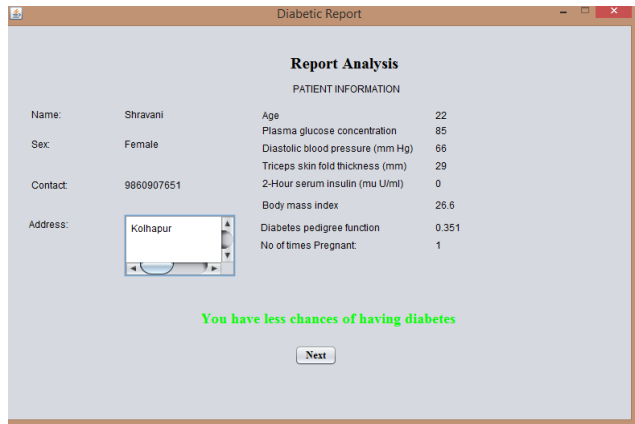 Diabetic Report
Report Analysis
PATIENT INFORMATION
Name: Shravani
Sex: Female
Contact: 9860907651
Address: Kolhapur
Age 22
Plasma glucose concentration 85
Diastolic blood pressure (mm Hg) 66
Triceps skin fold thickness (mm) 29
2-Hour serum insulin (mu U/ml) 0
Body mass index 26.6
Diabetes pedigree function 0.351
No of times Pregnant: 1
You have less chances of having diabetes
Next